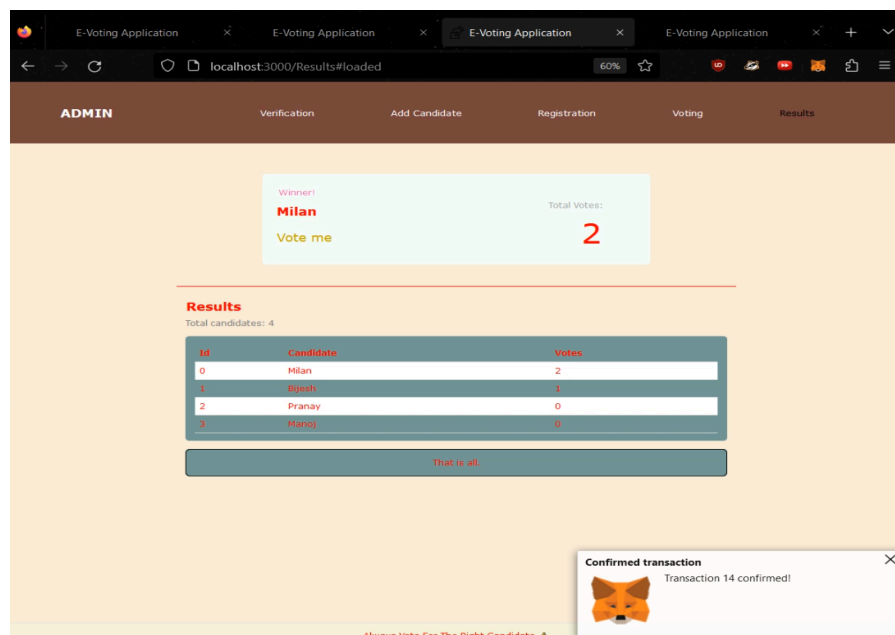 E-Voting Application E-Voting Application E-Voting Application E-Voting Application
localhost:3000/Results#loaded 60%
ADMIN Verification Add Candidate Registration Voting Results
Winner!
Milan
Vote me
Total Votes:
2
Results
Total candidates: 4
Id Candidate Votes
0 Milan 2
1 Bijesh 1
2 Pranay 0
3 Manoj 0
That is all.
Confirmed transaction
Transaction 14 confirmed!
Always Vote For The Right Candidate